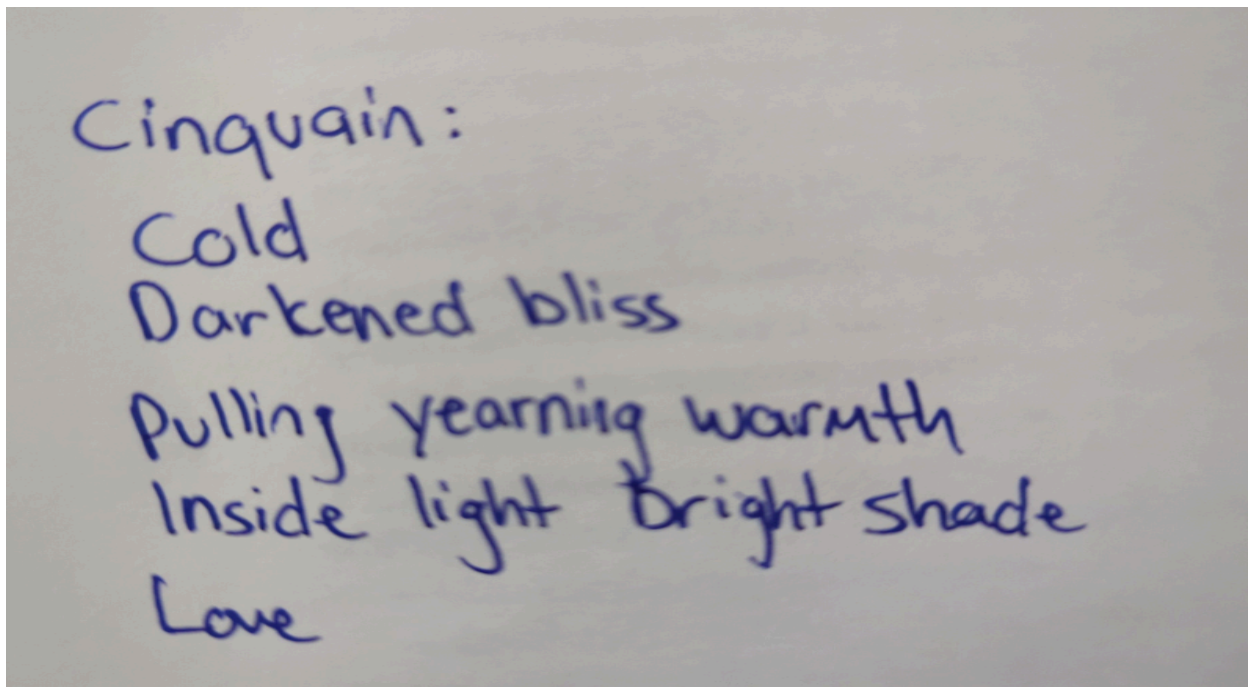 Cinquain:
Cold
Darkened bliss
Pulling yearning warmth
Inside light bright shade
Love